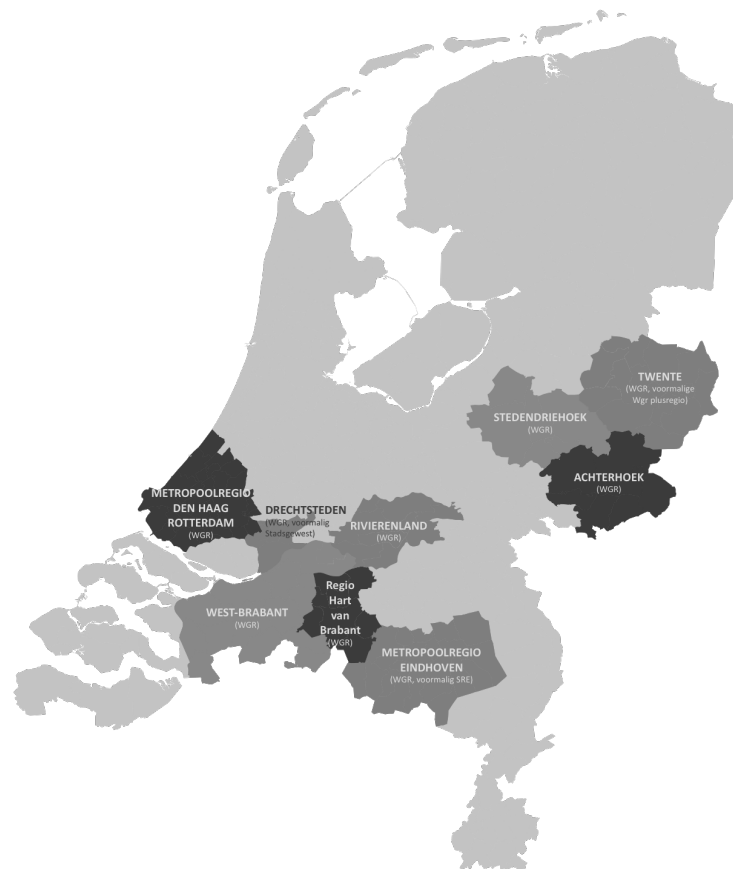 TWENTE
(WGR, voormalige
Wgr plusregio)
STEDENDRIEHOEK
(WGR)
ACHTERHOEK
(WGR)
METROPOOLREGIO
DEN HAAG
ROTTERDAM
(WGR)
DRECHTSTEDEN
(WGR, voormalig
Stadsgewest)
RIVIERENLAND
(WGR)
Regio
Hart
van
Brabant
(WGR)
WEST-BRABANT
(WGR)
METROPOOLREGIO
EINDHOVEN
(WGR, voormalig SRE)